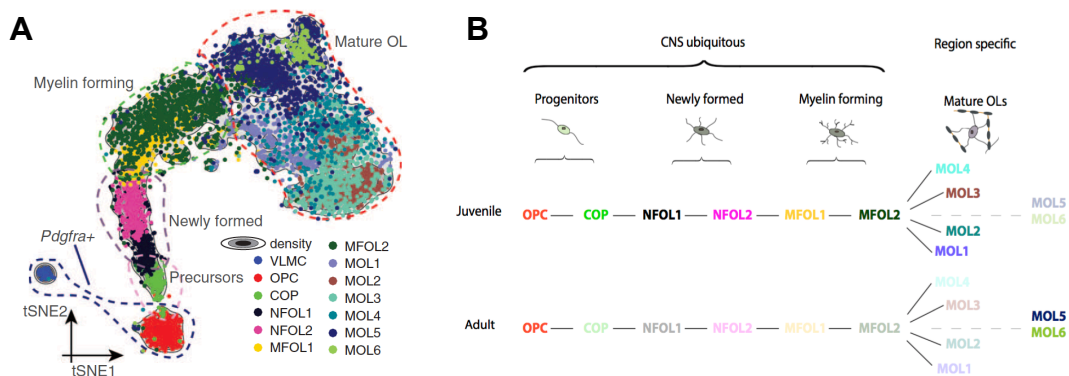 A
Mature OL
Myelin forming
Newly formed
Pdgfra+
Precursors
tSNE2
tSNE1
density
VLMC
OPC
COP
NFOL1
NFOL2
MFOL1
MFOL2
MOL1
MOL2
MOL3
MOL4
MOL5
MOL6
B
CNS ubiquitous
Region specific
Progenitors
Newly formed
Myelin forming
Mature OLs
Juvenile
OPC
COP
NFOL1
NFOL2
MFOL1
MFOL2
MOL4
MOL3
MOL2
MOL1
MOL5
MOL6
Adult
OPC
COP
NFOL1
NFOL2
MFOL1
MFOL2
MOL4
MOL3
MOL2
MOL1
MOL5
MOL6